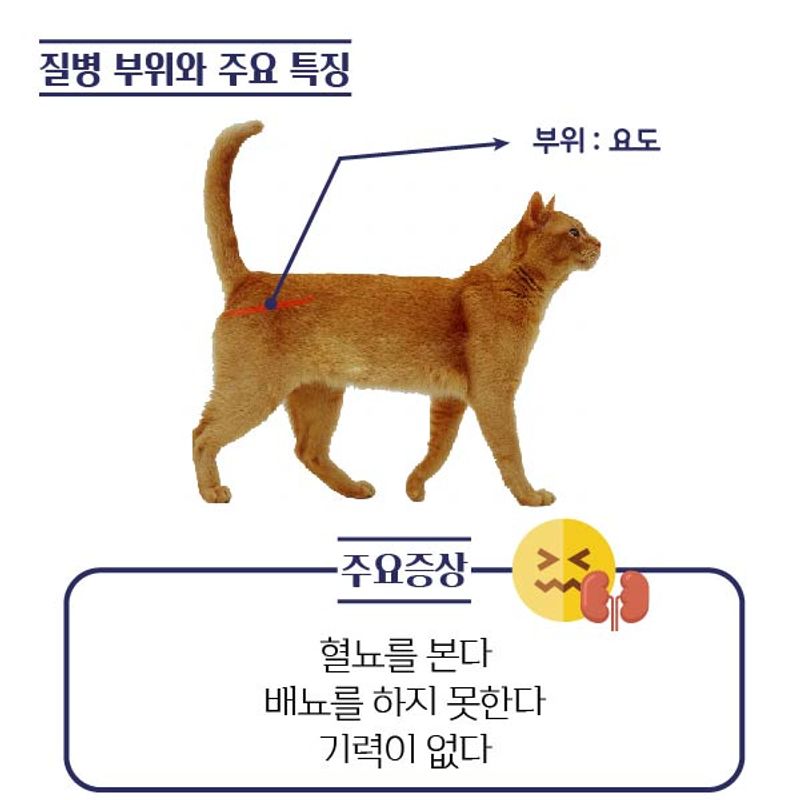 질병 부위와 주요 특징
부위 : 요도
주요증상
혈뇨를 본다
배뇨를 하지 못한다
기력이 없다